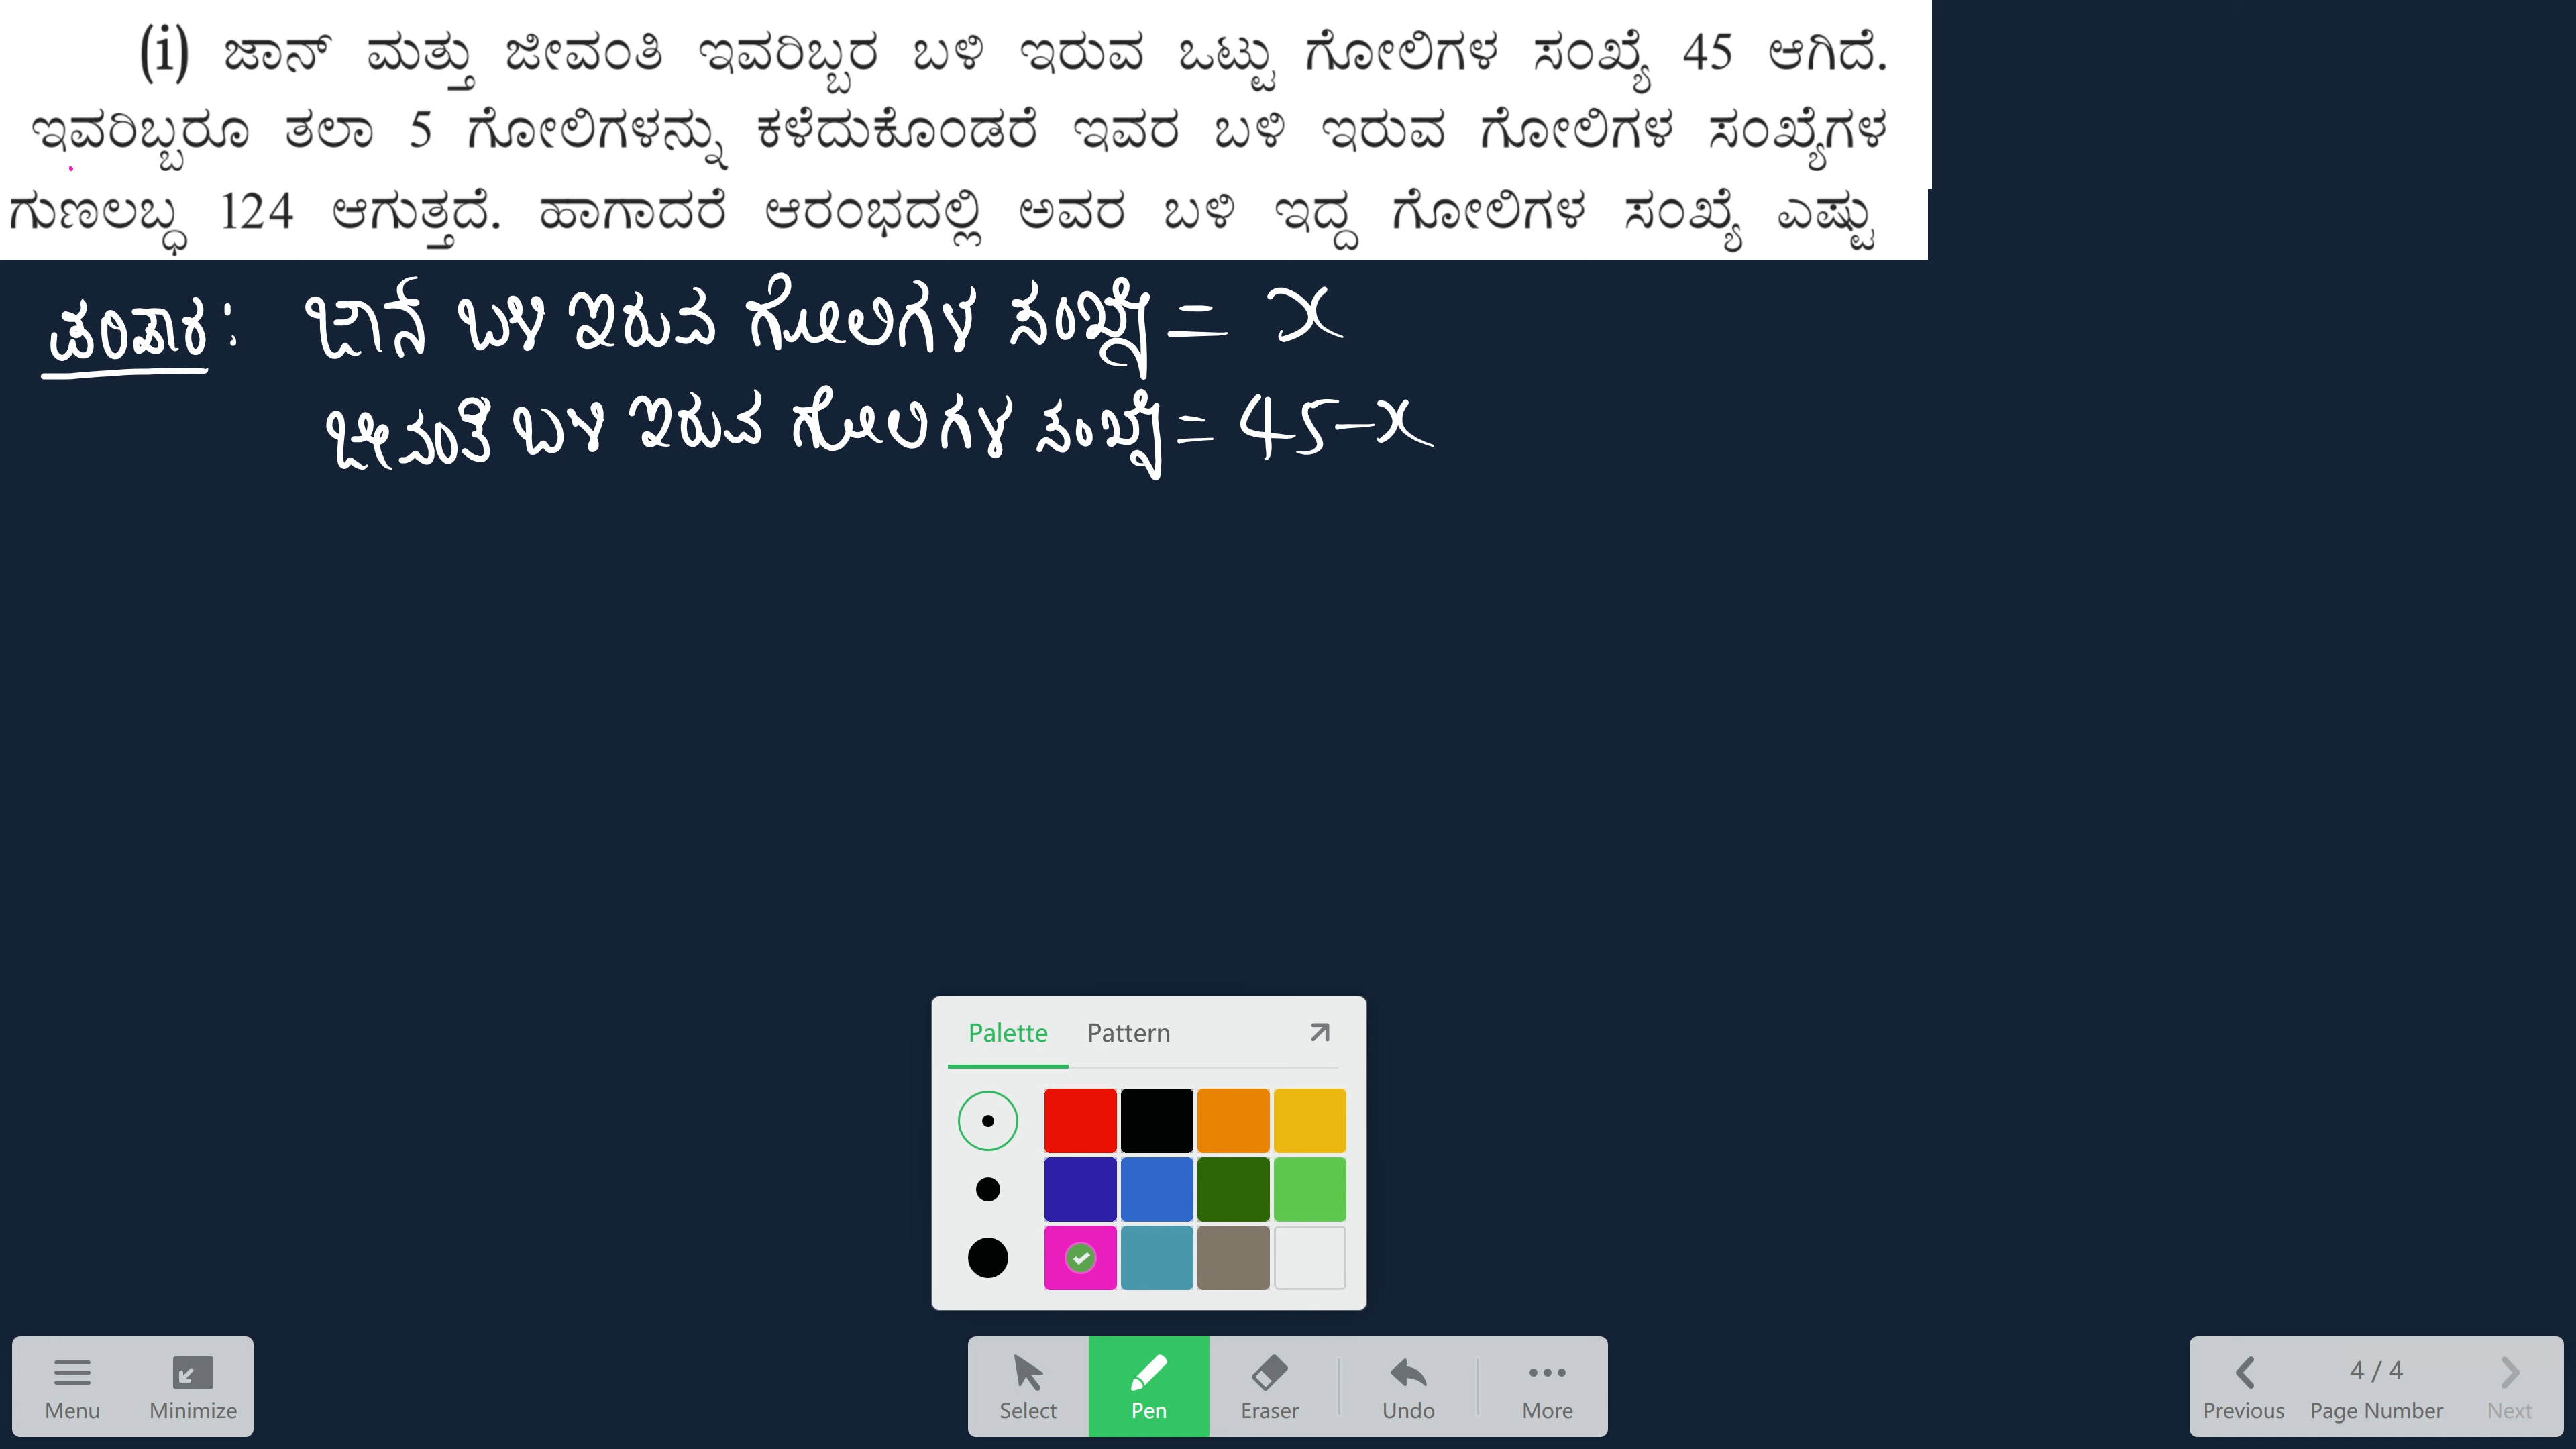 (i) ಜಾನ್ ಮತ್ತು ಜೀವಂತಿ ಇವರಿಬ್ಬರ ಬಳಿ ಇರುವ ಒಟ್ಟು ಗೋಲಿಗಳ ಸಂಖ್ಯೆ 45 ಆಗಿದೆ.
ಇವರಿಬ್ಬರೂ ತಲಾ 5 ಗೋಲಿಗಳನ್ನು ಕಳೆದುಕೊಂಡರೆ ಇವರ ಬಳಿ ಇರುವ ಗೋಲಿಗಳ ಸಂಖ್ಯೆಗಳ
ಗುಣಲಬ್ಧ 124 ಆಗುತ್ತದೆ. ಹಾಗಾದರೆ ಆರಂಭದಲ್ಲಿ ಅವರ ಬಳಿ ಇದ್ದ ಗೋಲಿಗಳ ಸಂಖ್ಯೆ ಎಷ್ಟು
ಪರಿಹಾರ: ಜಾನ್ ಬಳಿ ಇರುವ ಗೋಲಿಗಳ ಸಂಖ್ಯೆ = x
ಜೀವಂತಿ ಬಳಿ ಇರುವ ಗೋಲಿಗಳ ಸಂಖ್ಯೆ = 45-x
Palette Pattern
Menu Minimize Select Pen Eraser Undo More Previous 4 / 4 Page Number Next